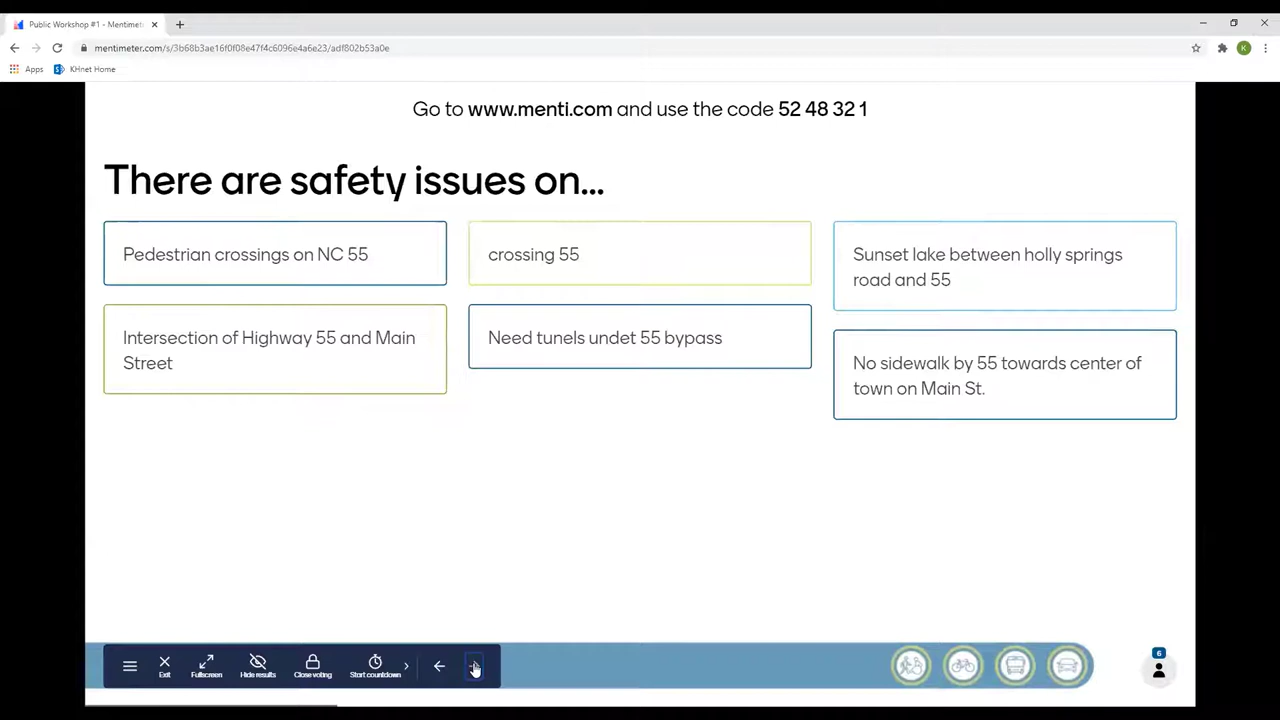 Public Workshop #1 - Mentimet
mentimeter.com/s/3b68b3ae16f0f08e47f4c6096e4a6e23/adf802b53a0e
K
Apps
KHnet Home
Go to www.menti.com and use the code 52 48 32 1
There are safety issues on...
Pedestrian crossings on NC 55
crossing 55
Sunset lake between holly springs
road and 55
Intersection of Highway 55 and Main
Street
Need tunels undet 55 bypass
No sidewalk by 55 towards center of
town on Main St.
Exit
Fullscreen
Hide results
Close voting
Start countdown
6